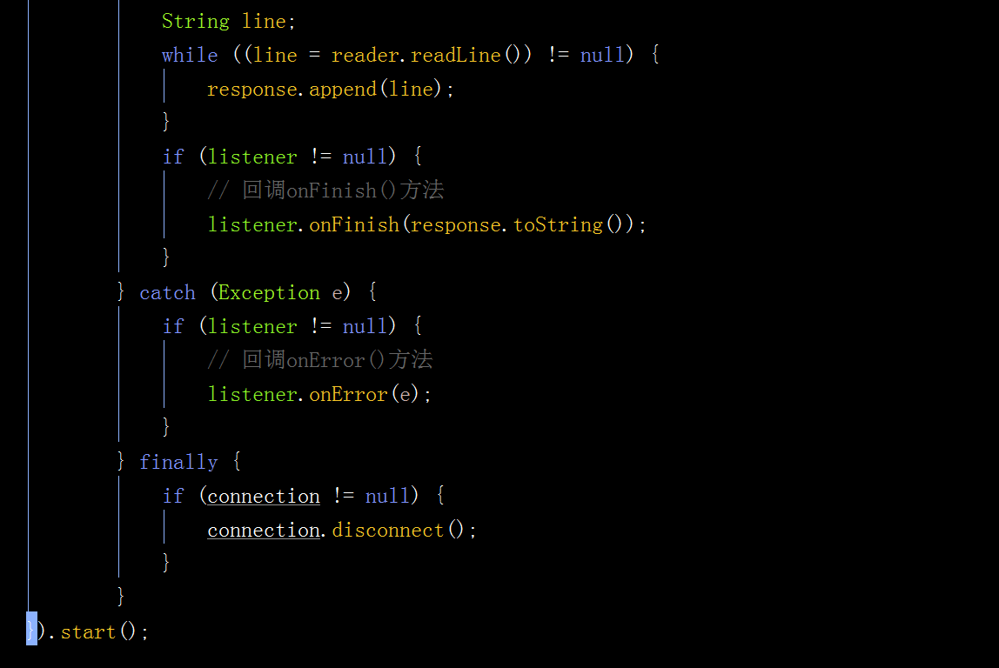 String line;
while ((line = reader.readLine()) != null) {
response.append(line);
}
if (listener != null) {
// 回调onFinish()方法
listener.onFinish(response.toString());
}
} catch (Exception e) {
if (listener != null) {
// 回调onError()方法
listener.onError(e);
}
} finally {
if (connection != null) {
connection.disconnect();
}
}
}).start();